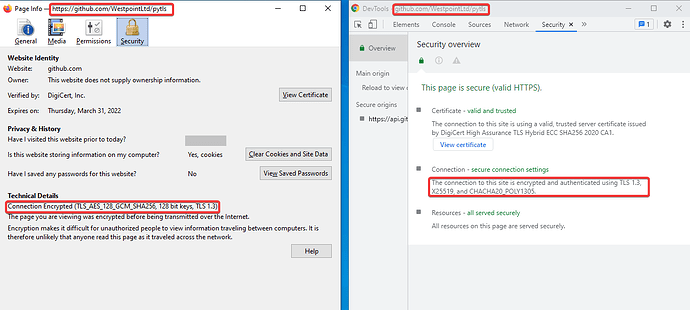 Page Info — https://github.com/WestpointLtd/pytls
General
Media
Permissions
Security
Website Identity
Website: github.com
Owner: This website does not supply ownership information.
Verified by: DigiCert, Inc.
View Certificate
Expires on: Thursday, March 31, 2022
Privacy & History
Have I visited this website prior to today?
Is this website storing information on my computer? Yes, cookies
Clear Cookies and Site Data
Have I saved any passwords for this website? No
View Saved Passwords
Technical Details
Connection Encrypted (TLS_AES_128_GCM_SHA256, 128 bit keys, TLS 1.3)
The page you are viewing was encrypted before being transmitted over the Internet.
Encryption makes it difficult for unauthorized people to view information traveling between computers. It is
therefore unlikely that anyone read this page as it traveled across the network.
Help
DevTools github.com/WestpointLtd/pytls
Elements
Console
Sources
Network
Security
1
Overview
Main origin
Reload to view
Secure origins
https://api.git
Security overview
This page is secure (valid HTTPS).
Certificate - valid and trusted
The connection to this site is using a valid, trusted server certificate issued
by DigiCert High Assurance TLS Hybrid ECC SHA256 2020 CA1.
View certificate
Connection - secure connection settings
The connection to this site is encrypted and authenticated using TLS 1.3,
X25519, and CHACHA20_POLY1305.
Resources - all served securely
All resources on this page are served securely.